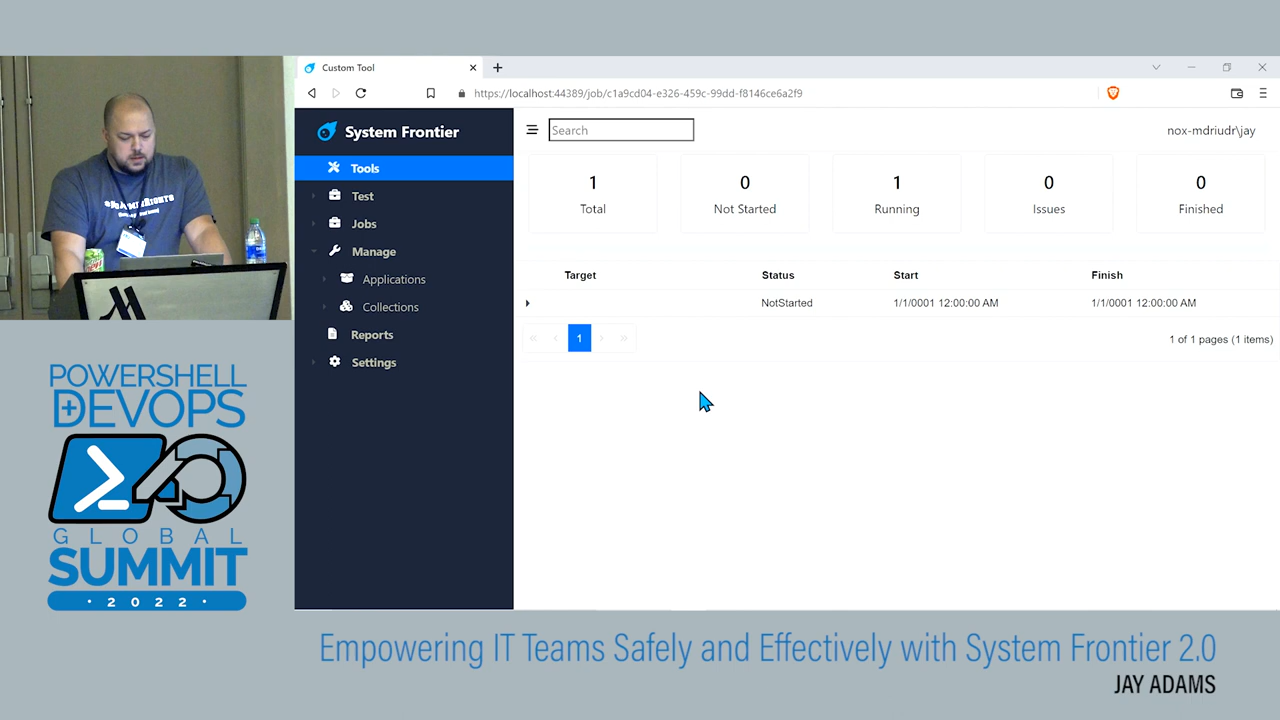 Custom Tool
https://localhost:44389/job/c1a9cd04-e326-459c-99dd-f8146ce6a2f9
System Frontier
Search
nox-mdriudr\jay
Tools
Test
Jobs
Manage
Applications
Collections
Reports
Settings
1
Total
0
Not Started
1
Running
0
Issues
0
Finished
Target
Status
Start
Finish
NotStarted
1/1/0001 12:00:00 AM
1/1/0001 12:00:00 AM
« ‹ 1 › »
1 of 1 pages (1 items)
POWERSHELL
+DEVOPS
GLOBAL
SUMMIT
· 2022 ·
Empowering IT Teams Safely and Effectively with System Frontier 2.0
JAY ADAMS